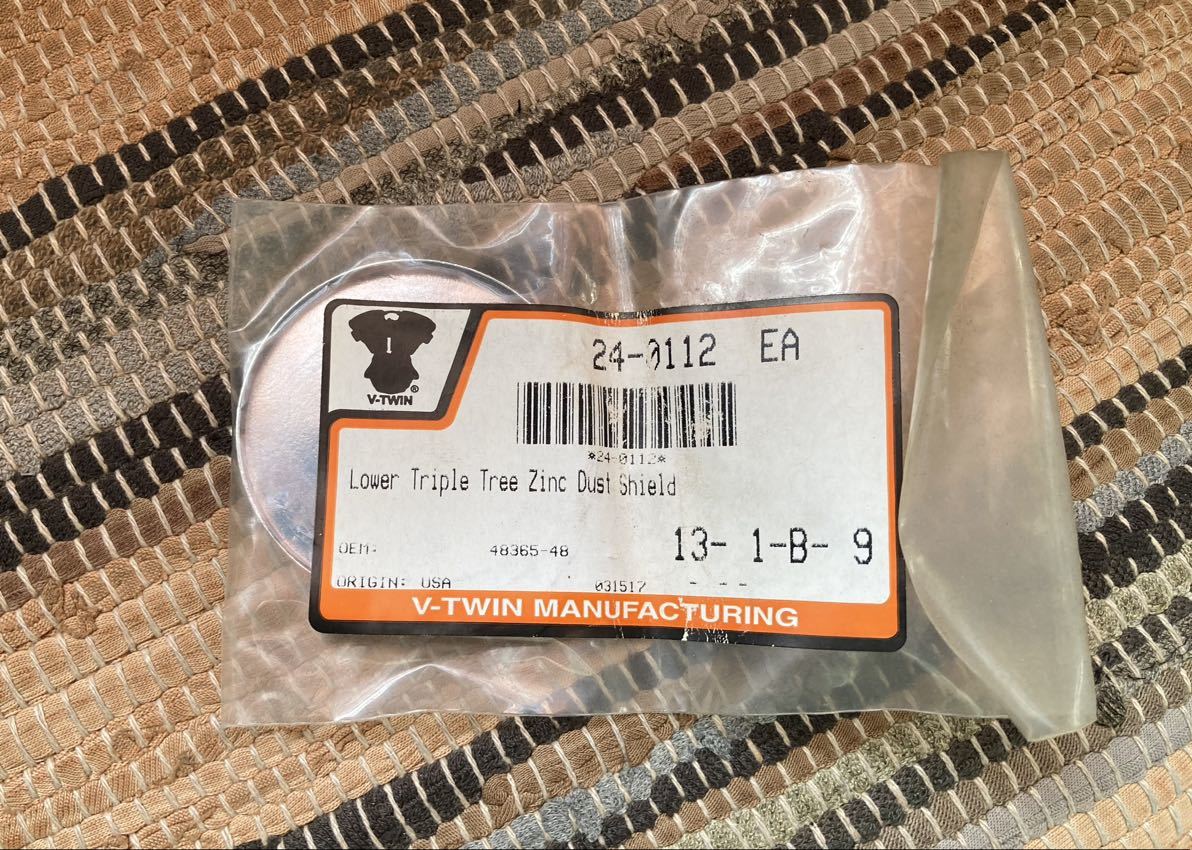 24-0112 EA
V-TWIN
®
*24-0112*
Lower Triple Tree Zinc Dust Shield
OEM: 48365-48 13- 1-B- 9
ORIGIN: USA 031517 - - --
V-TWIN MANUFACTURING